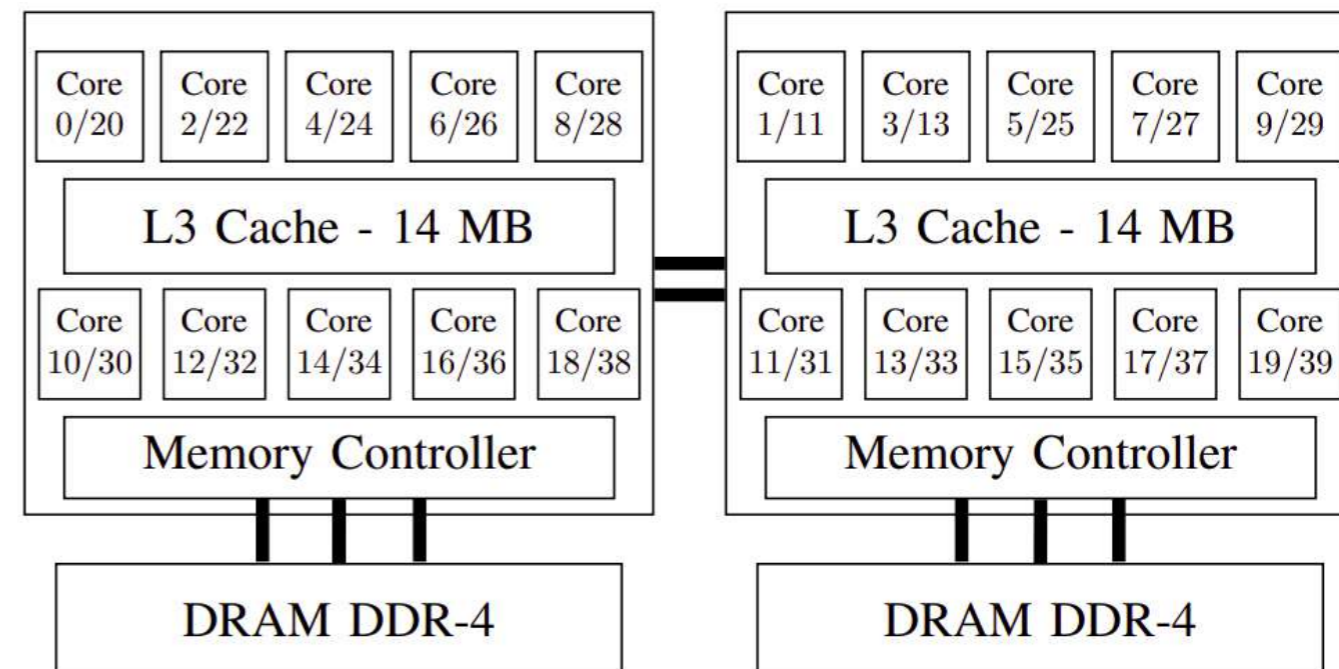 Core
0/20
Core
2/22
Core
4/24
Core
6/26
Core
8/28
L3 Cache - 14 MB
Core
10/30
Core
12/32
Core
14/34
Core
16/36
Core
18/38
Memory Controller
DRAM DDR-4
Core
1/11
Core
3/13
Core
5/25
Core
7/27
Core
9/29
L3 Cache - 14 MB
Core
11/31
Core
13/33
Core
15/35
Core
17/37
Core
19/39
Memory Controller
DRAM DDR-4